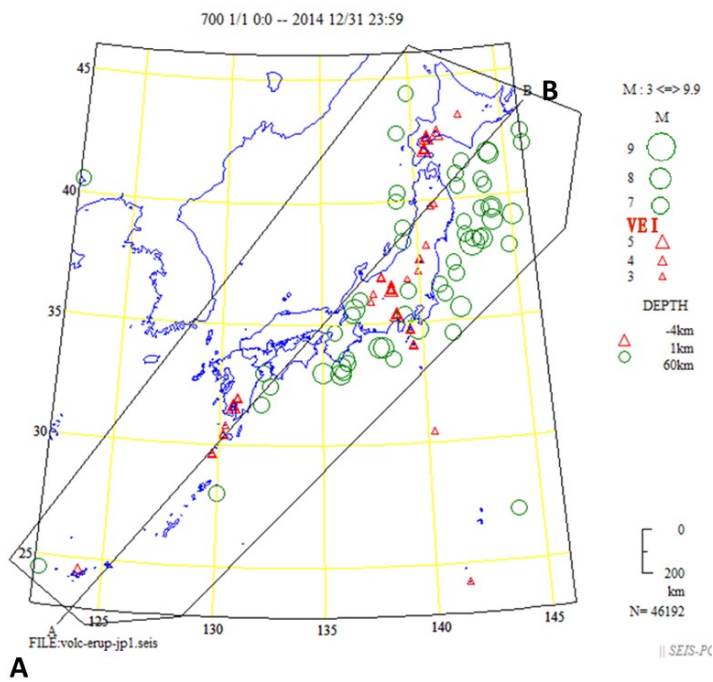 700 1/1 0:0 -- 2014 12/31 23:59
45
40
35
30
25
125
130
135
140
145
B
B
A
A
FILE:volc-erup-jp1.seis
M : 3 <=> 9.9
M
9
8
7
VEI
5
4
3
DEPTH
-4km
1km
60km
0
200
km
N= 46192
|| SEIS-PC